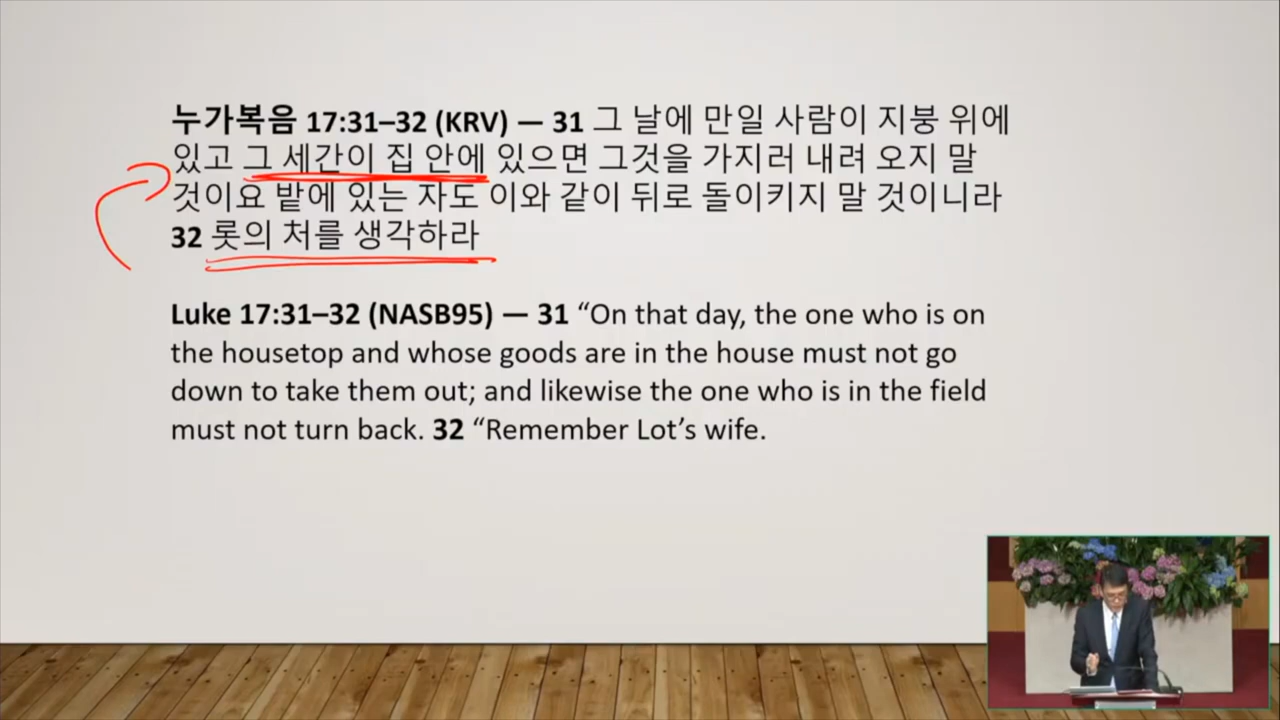 누가복음 17:31–32 (KRV) — 31 그 날에 만일 사람이 지붕 위에
있고 그 세간이 집 안에 있으면 그것을 가지러 내려 오지 말
것이요 밭에 있는 자도 이와 같이 뒤로 돌이키지 말 것이니라
32 롯의 처를 생각하라
Luke 17:31–32 (NASB95) — 31 “On that day, the one who is on
the housetop and whose goods are in the house must not go
down to take them out; and likewise the one who is in the field
must not turn back. 32 “Remember Lot’s wife.